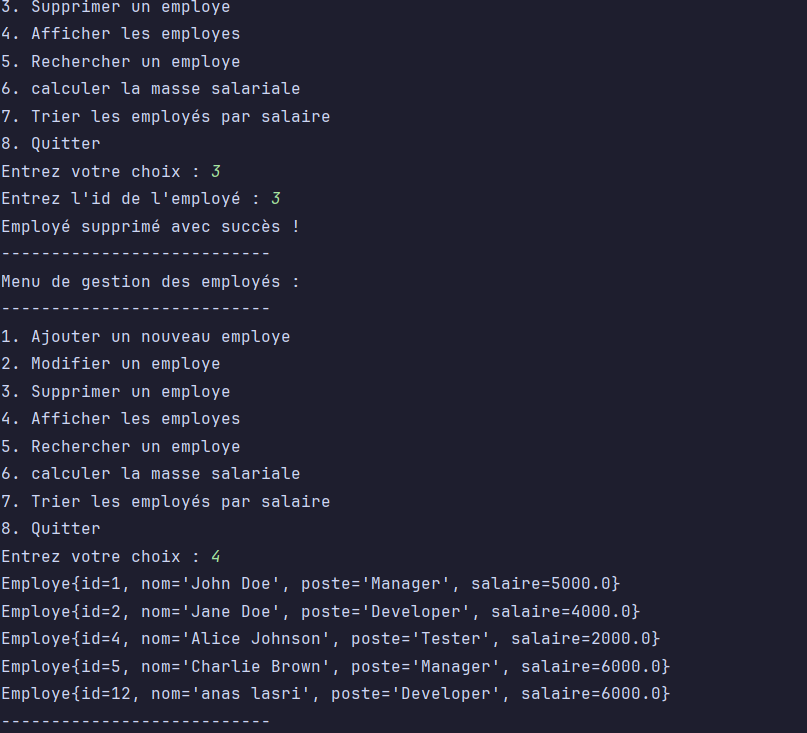 3. Supprimer un employe
4. Afficher les employes
5. Rechercher un employe
6. calculer la masse salariale
7. Trier les employés par salaire
8. Quitter
Entrez votre choix : 3
Entrez l'id de l'employé : 3
Employé supprimé avec succès !
---------------------------
Menu de gestion des employés :
---------------------------
1. Ajouter un nouveau employe
2. Modifier un employe
3. Supprimer un employe
4. Afficher les employes
5. Rechercher un employe
6. calculer la masse salariale
7. Trier les employés par salaire
8. Quitter
Entrez votre choix : 4
Employe{id=1, nom='John Doe', poste='Manager', salaire=5000.0}
Employe{id=2, nom='Jane Doe', poste='Developer', salaire=4000.0}
Employe{id=4, nom='Alice Johnson', poste='Tester', salaire=2000.0}
Employe{id=5, nom='Charlie Brown', poste='Manager', salaire=6000.0}
Employe{id=12, nom='anas lasri', poste='Developer', salaire=6000.0}
---------------------------